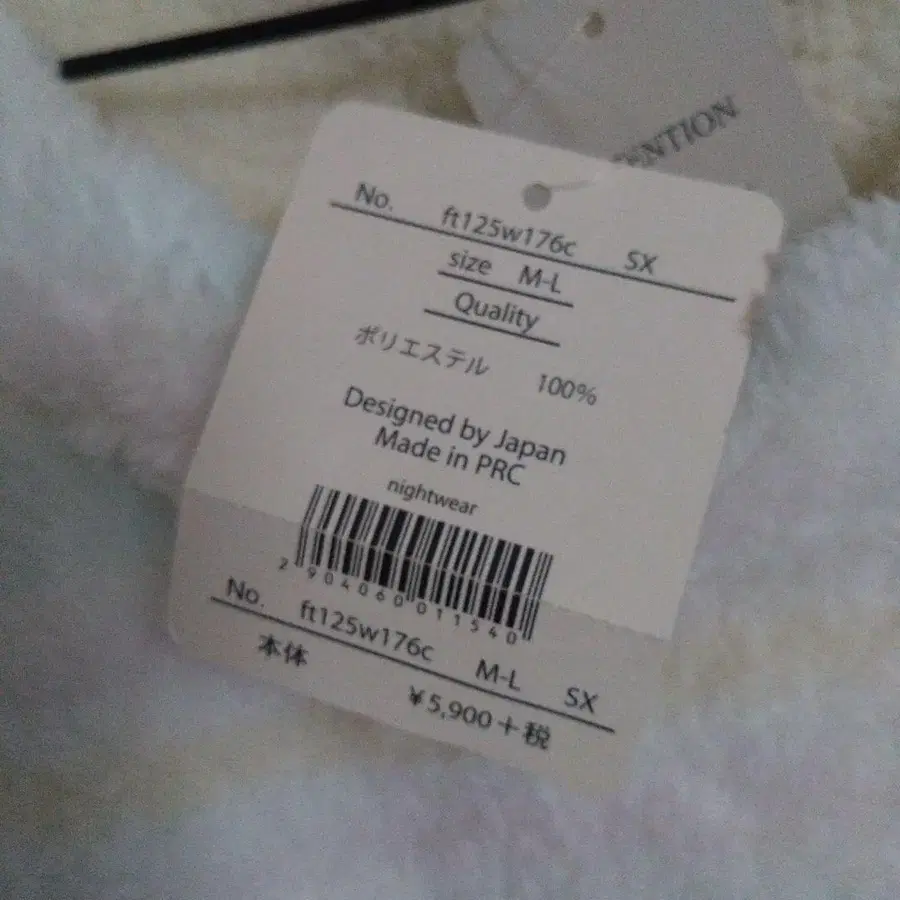 TENTION
No. ft125w176c SX
size M-L
Quality
ポリエステル 100%
Designed by Japan
Made in PRC
nightwear
2904060011540
No. ft125w176c M-L SX
本体 ¥5,900+税